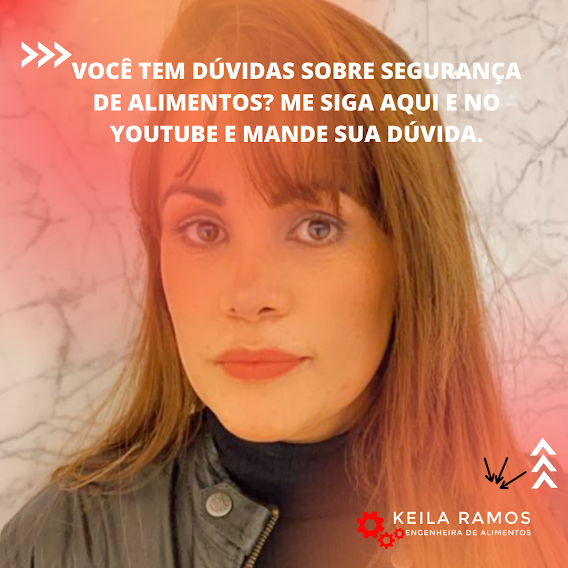 VOCÊ TEM DÚVIDAS SOBRE SEGURANÇA
DE ALIMENTOS? ME SIGA AQUI E NO
YOUTUBE E MANDE SUA DÚVIDA.
KEILA RAMOS
ENGENHEIRA DE ALIMENTOS